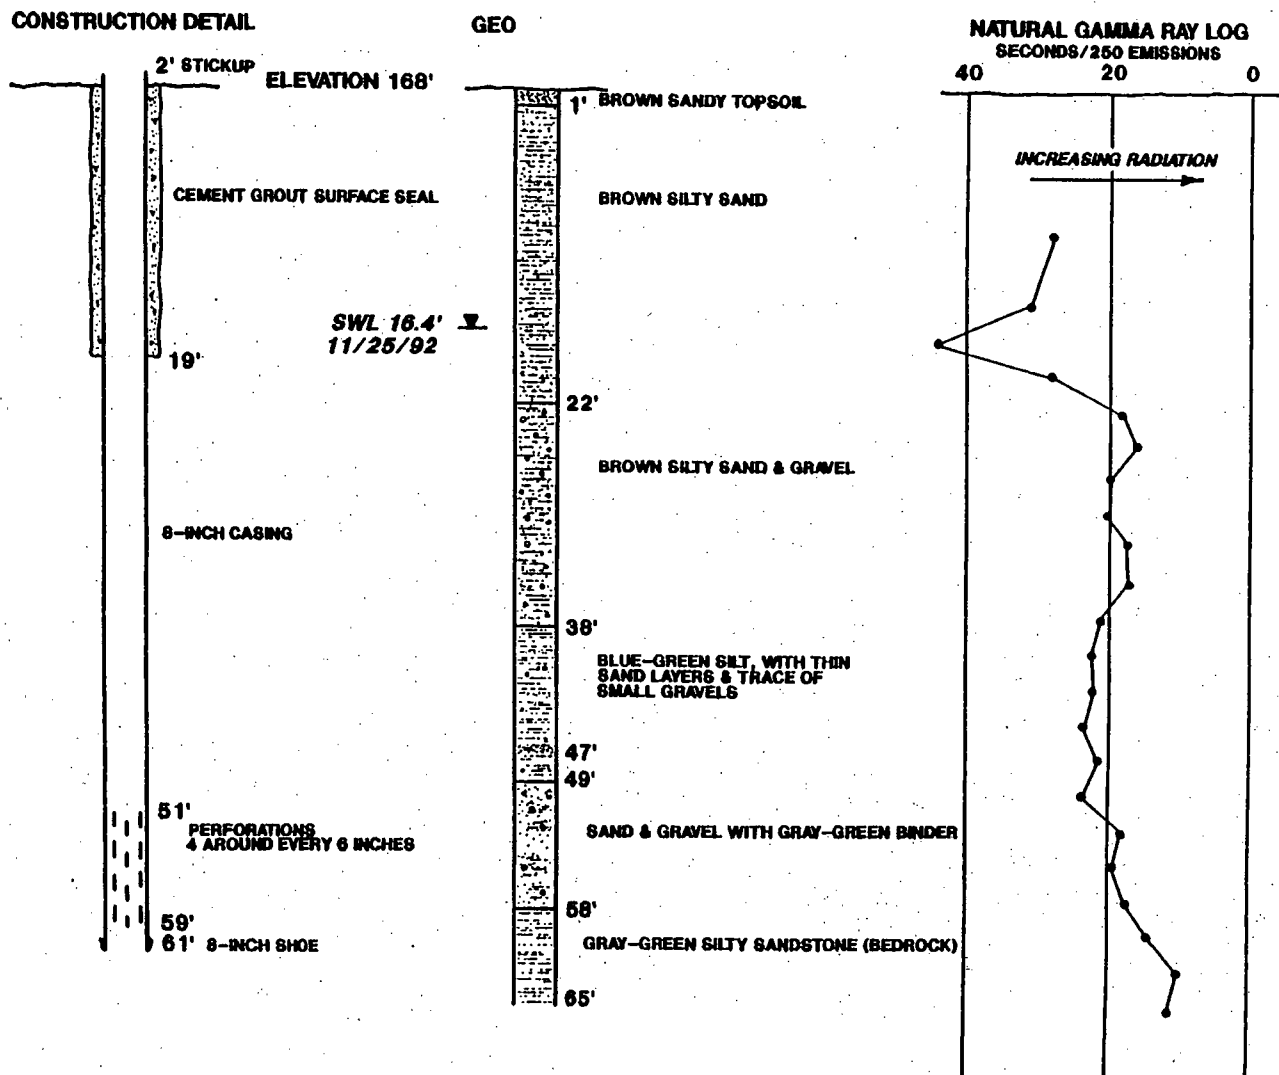 CONSTRUCTION DETAIL
GEO
NATURAL GAMMA RAY LOG
SECONDS/250 EMISSIONS
40 20 0
2' STICKUP
ELEVATION 168'
1' BROWN SANDY TOPSOIL
INCREASING RADIATION
CEMENT GROUT SURFACE SEAL
BROWN SILTY SAND
SWL 16.4'
11/25/92
19'
22'
BROWN SILTY SAND & GRAVEL
8-INCH CASING
38'
BLUE-GREEN SILT, WITH THIN
SAND LAYERS & TRACE OF
SMALL GRAVELS
47'
49'
51'
PERFORATIONS
4 AROUND EVERY 6 INCHES
SAND & GRAVEL WITH GRAY-GREEN BINDER
58'
59'
61' 8-INCH SHOE
GRAY-GREEN SILTY SANDSTONE (BEDROCK)
65'